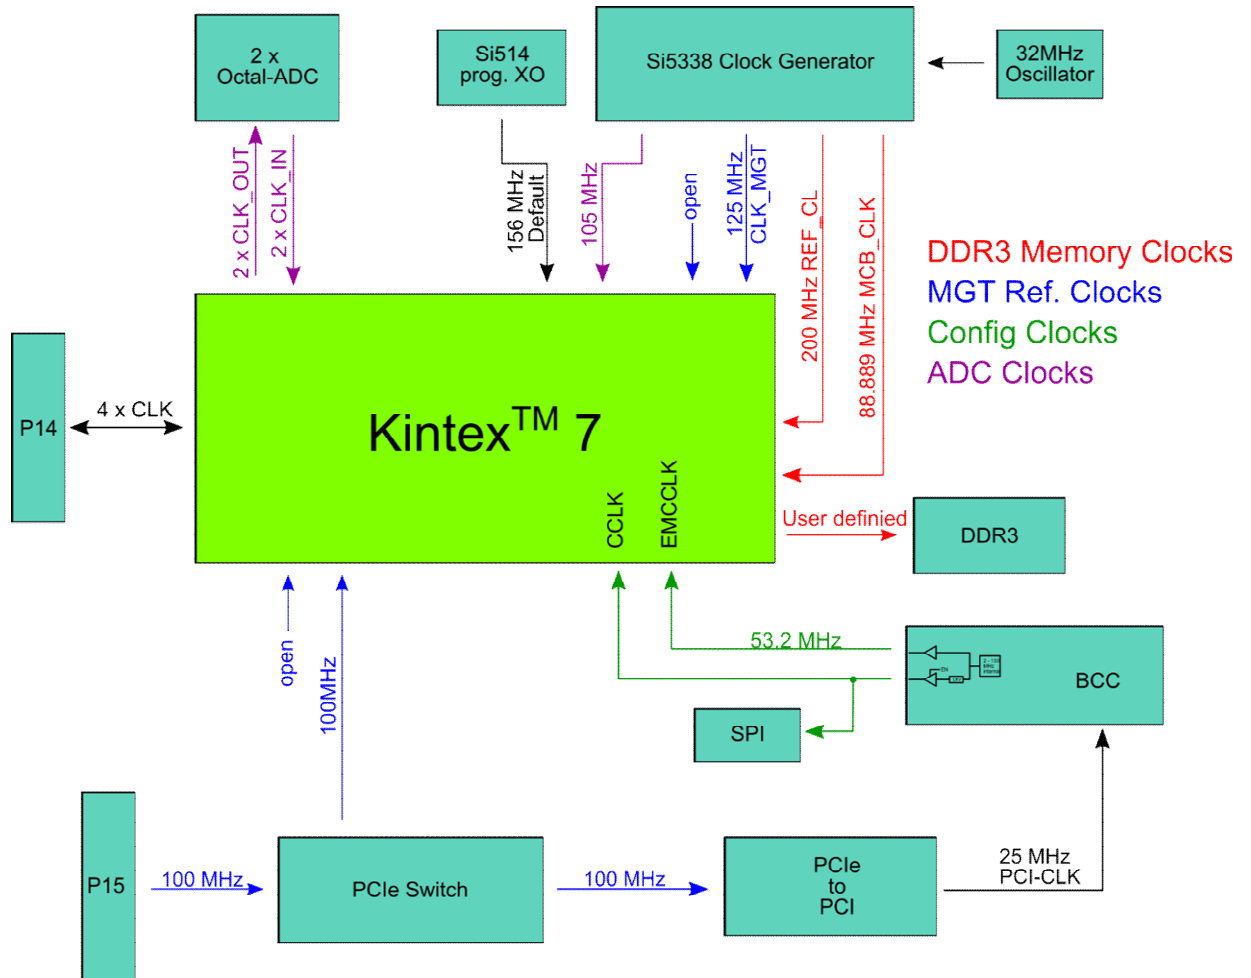 2 x
Octal-ADC
Si514
prog. XO
Si5338 Clock Generator
32MHz
Oscillator
2 x CLK_OUT
2 x CLK_IN
156 MHz
Default
105 MHz
open
125 MHz
CLK_MGT
200 MHz REF_CL
88.889 MHz MCB_CLK
DDR3 Memory Clocks
MGT Ref. Clocks
Config Clocks
ADC Clocks
P14
4 x CLK
Kintex™ 7
CCLK
EMCCLK
User definied
DDR3
open
100MHz
53.2 MHz
BCC
SPI
P15
100 MHz
PCIe Switch
100 MHz
PCIe
to
PCI
25 MHz
PCI-CLK